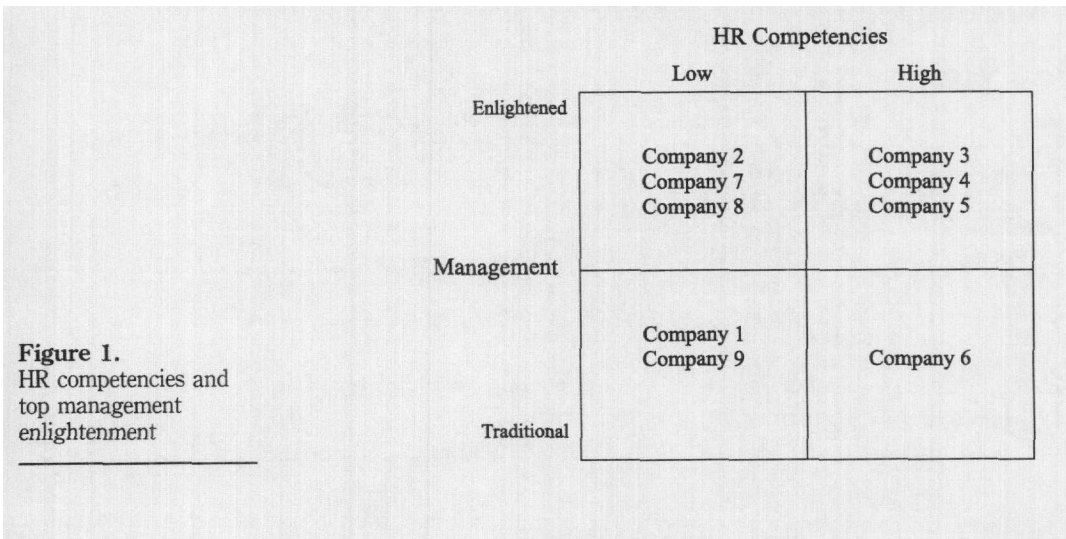 HR Competencies
Low High
Enlightened
Company 2 Company 3
Company 7 Company 4
Company 8 Company 5
Management
Company 1
Company 9 Company 6
Traditional
Figure 1.
HR competencies and
top management
enlightenment